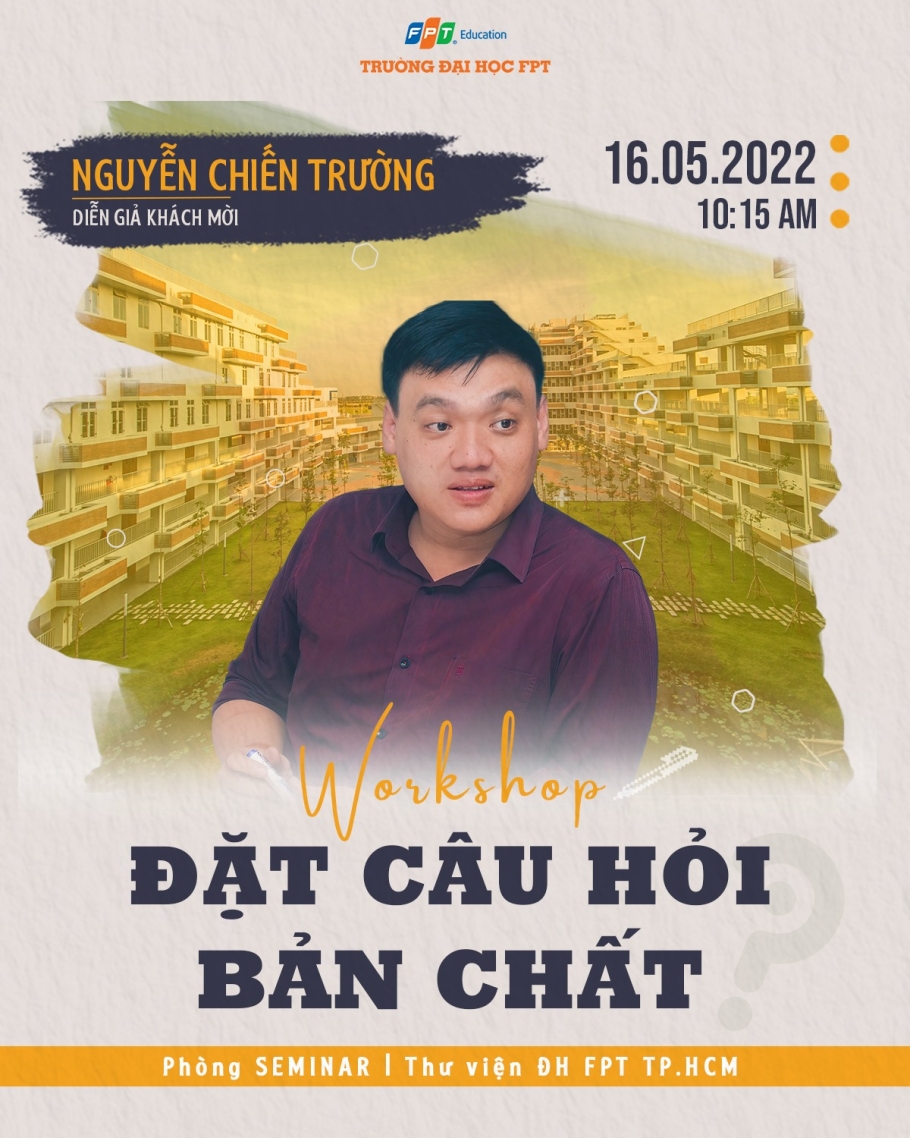 FPT Education
TRƯỜNG ĐẠI HỌC FPT
NGUYỄN CHIẾN TRƯỜNG
DIỄN GIẢ KHÁCH MỜI
16.05.2022
10:15 AM
Workshop
ĐẶT CÂU HỎI
BẢN CHẤT
?
Phòng SEMINAR | Thư viện ĐH FPT TP.HCM